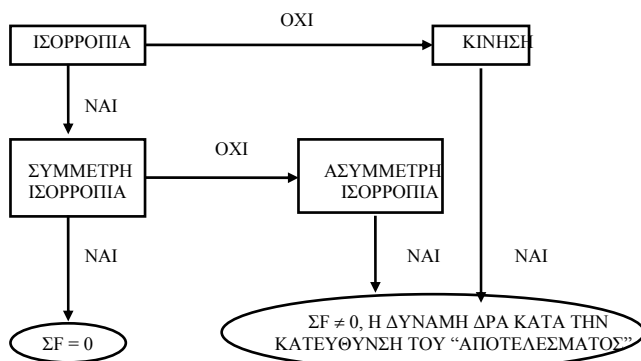 ΟΧΙ
ΙΣΟΡΡΟΠΙΑ
ΚΙΝΗΣΗ
ΝΑΙ
ΣΥΜΜΕΤΡΗ
ΙΣΟΡΡΟΠΙΑ
ΟΧΙ
ΑΣΥΜΜΕΤΡΗ
ΙΣΟΡΡΟΠΙΑ
ΝΑΙ
ΝΑΙ
ΝΑΙ
ΣF = 0
ΣF ≠ 0, Η ΔΥΝΑΜΗ ΔΡΑ ΚΑΤΑ ΤΗΝ
ΚΑΤΕΥΘΥΝΣΗ ΤΟΥ “ΑΠΟΤΕΛΕΣΜΑΤΟΣ”